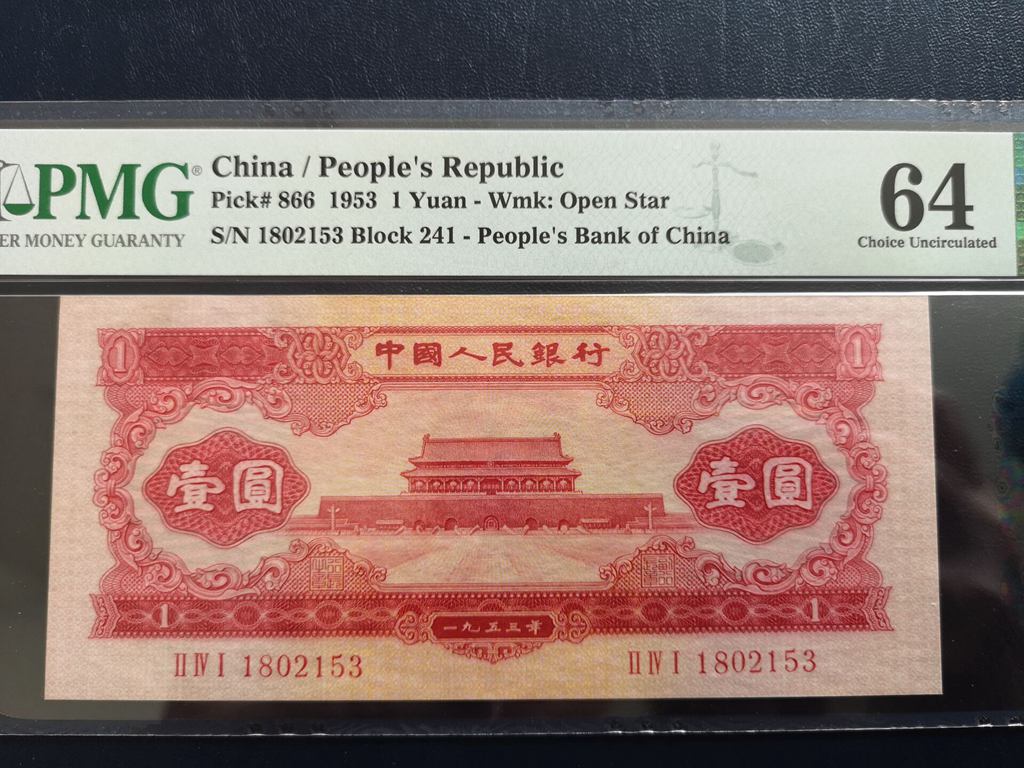 PMG®
ER MONEY GUARANTY
China / People's Republic
Pick# 866 1953 1 Yuan - Wmk: Open Star
S/N 1802153 Block 241 - People's Bank of China
64
Choice Uncirculated
1 中國人民銀行 1
壹圓 壹圓
1 一九五三年 1
II IV I 1802153 II IV I 1802153